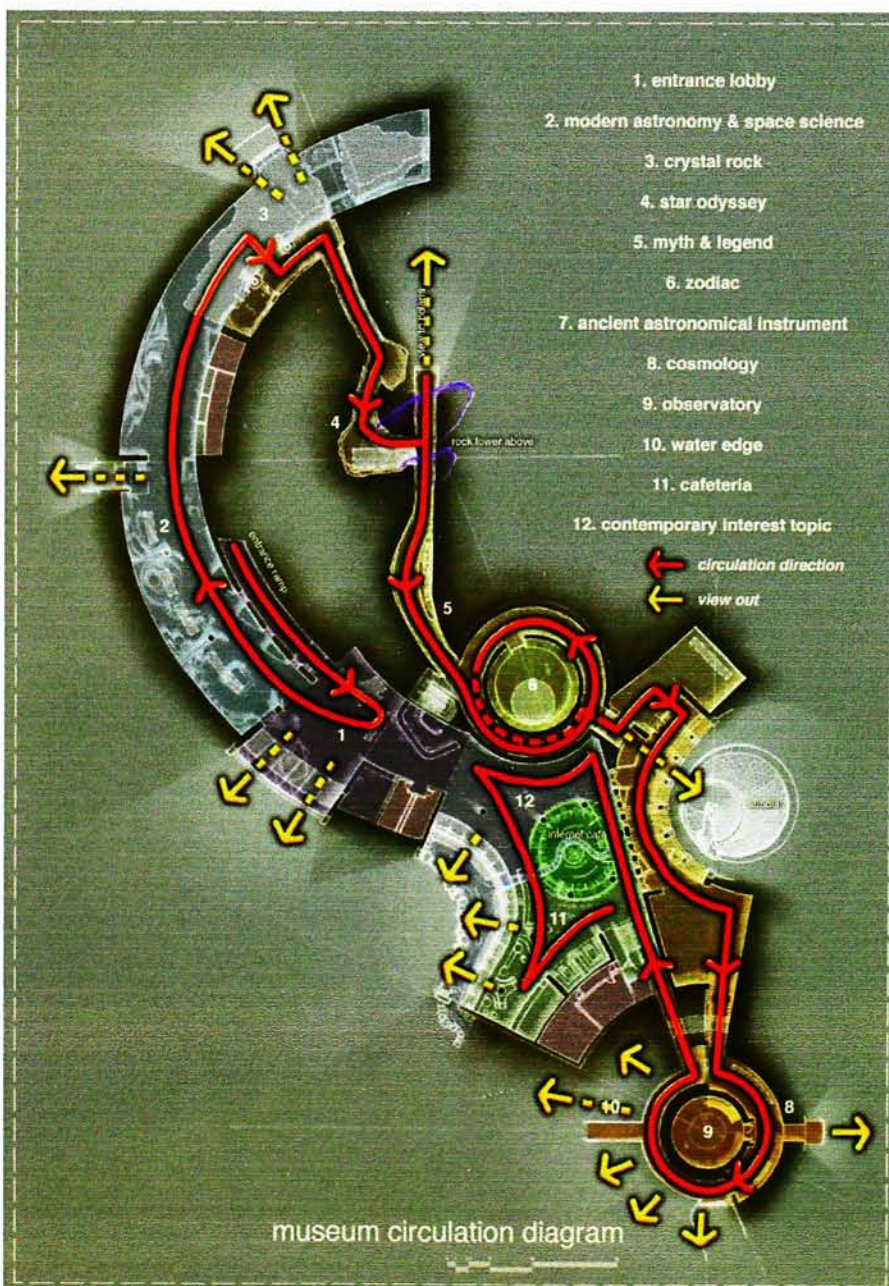 1. entrance lobby
2. modern astronomy & space science
3. crystal rock
4. star odyssey
5. myth & legend
6. zodiac
7. ancient astronomical instrument
8. cosmology
9. observatory
10. water edge
11. cafeteria
12. contemporary interest topic
circulation direction
view out
3
4
rock tower above
2
entrance ramp
5
6
1
12
internet cafe
11
10
9
8
museum circulation diagram